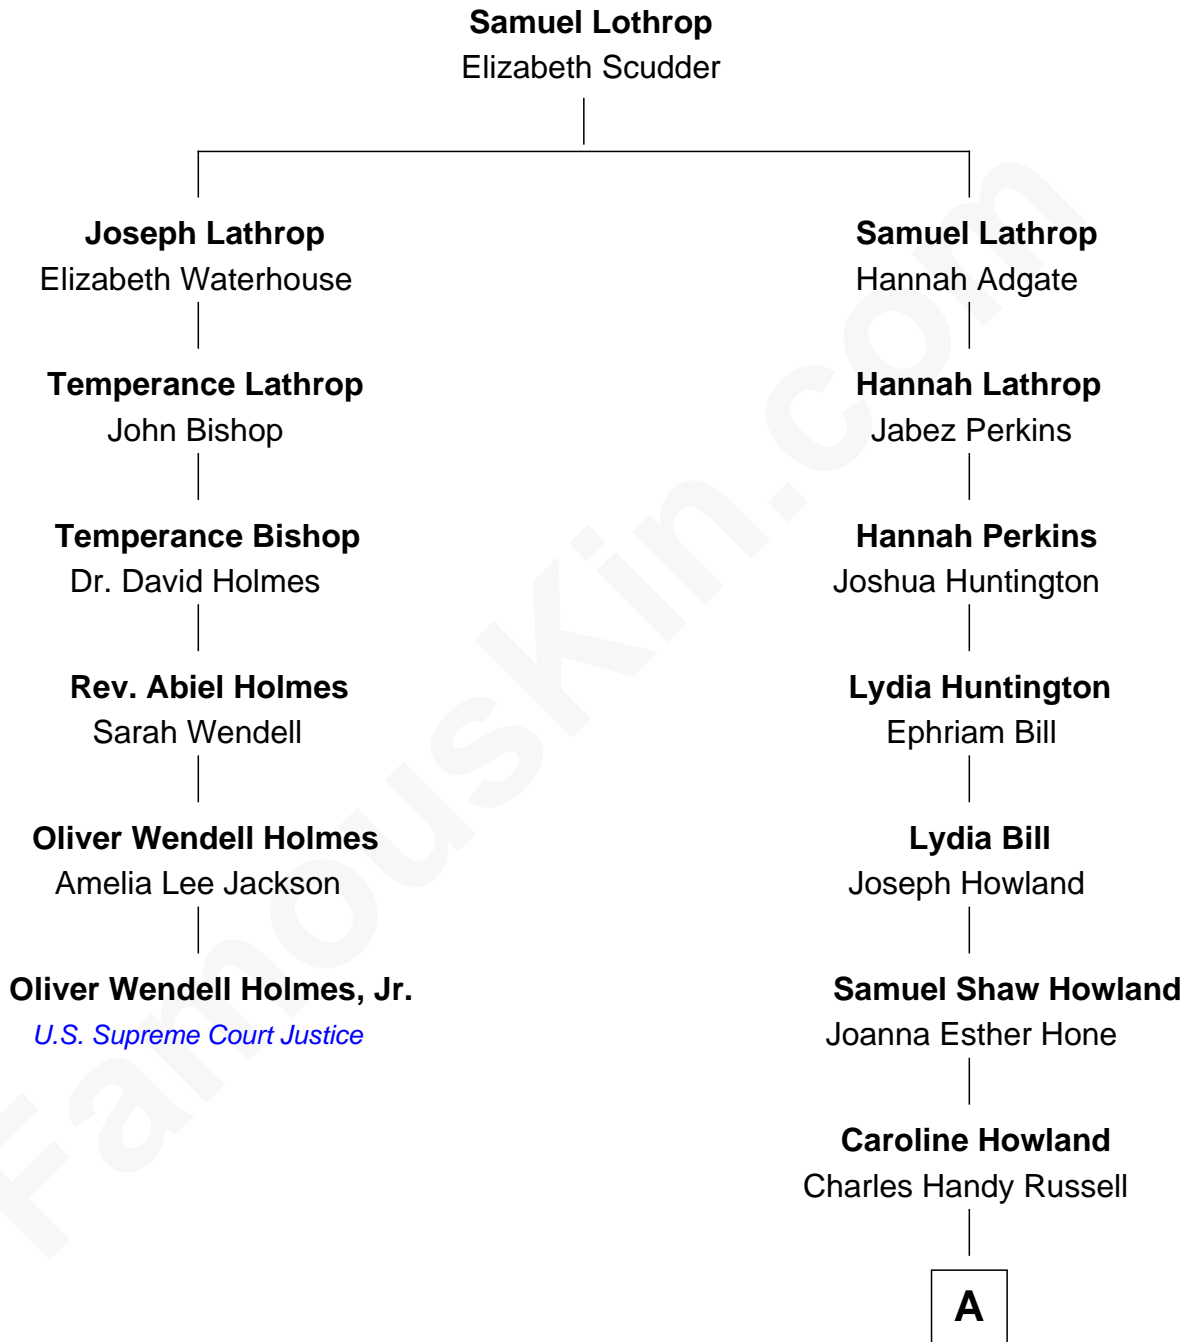 Samuel Lothrop
Elizabeth Scudder
Joseph Lathrop
Elizabeth Waterhouse
Samuel Lathrop
Hannah Adgate
Temperance Lathrop
John Bishop
Hannah Lathrop
Jabez Perkins
Temperance Bishop
Dr. David Holmes
Hannah Perkins
Joshua Huntington
Rev. Abiel Holmes
Sarah Wendell
Lydia Huntington
Ephriam Bill
Oliver Wendell Holmes
Amelia Lee Jackson
Lydia Bill
Joseph Howland
Oliver Wendell Holmes, Jr.
U.S. Supreme Court Justice
Samuel Shaw Howland
Joanna Esther Hone
Caroline Howland
Charles Handy Russell
A
FamousKin.com